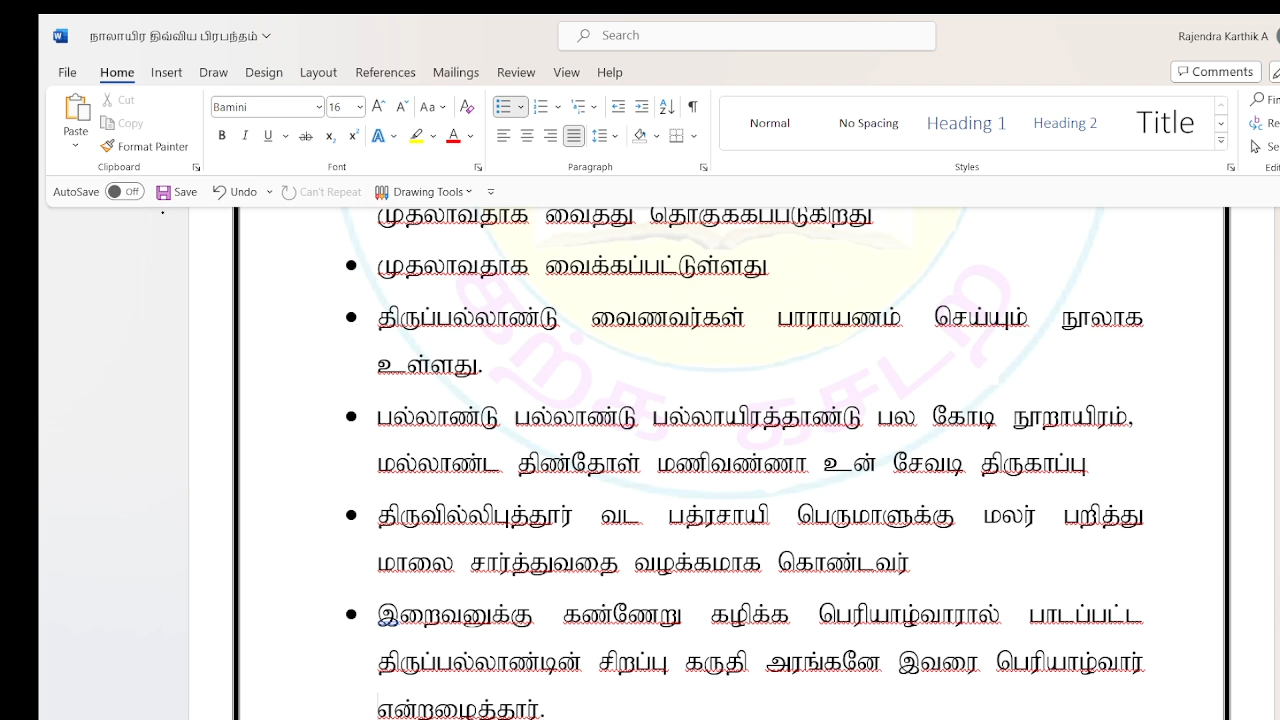 நாலாயிர திவ்விய பிரபந்தம்
Search
Rajendra Karthik A
File Home Insert Draw Design Layout References Mailings Review View Help
Comments
Paste
Cut
Copy
Format Painter
Clipboard
Bamini 16
Font
Paragraph
Normal No Spacing Heading 1 Heading 2 Title
Styles
AutoSave Off Save Undo Can't Repeat Drawing Tools
முதலாவதாக வைத்து தொகுக்கப்படுகிறது
முதலாவதாக வைக்கப்பட்டுள்ளது
திருப்பல்லாண்டு வைணவர்கள் பாராயணம் செய்யும் நூலாக
உள்ளது.
பல்லாண்டு பல்லாண்டு பல்லாயிரத்தாண்டு பல கோடி நூறாயிரம்,
மல்லாண்ட திண்தோள் மணிவண்ணா உன் சேவடி திருகாப்பு
திருவில்லிபுத்தூர் வட பத்ரசாயி பெருமாளுக்கு மலர் பறித்து
மாலை சார்த்துவதை வழக்கமாக கொண்டவர்
இறைவனுக்கு கண்ணேறு கழிக்க பெரியாழ்வாரால் பாடப்பட்ட
திருப்பல்லாண்டின் சிறப்பு கருதி அரங்கனே இவரை பெரியாழ்வார்
என்றழைத்தார்.
கற்க கசடற